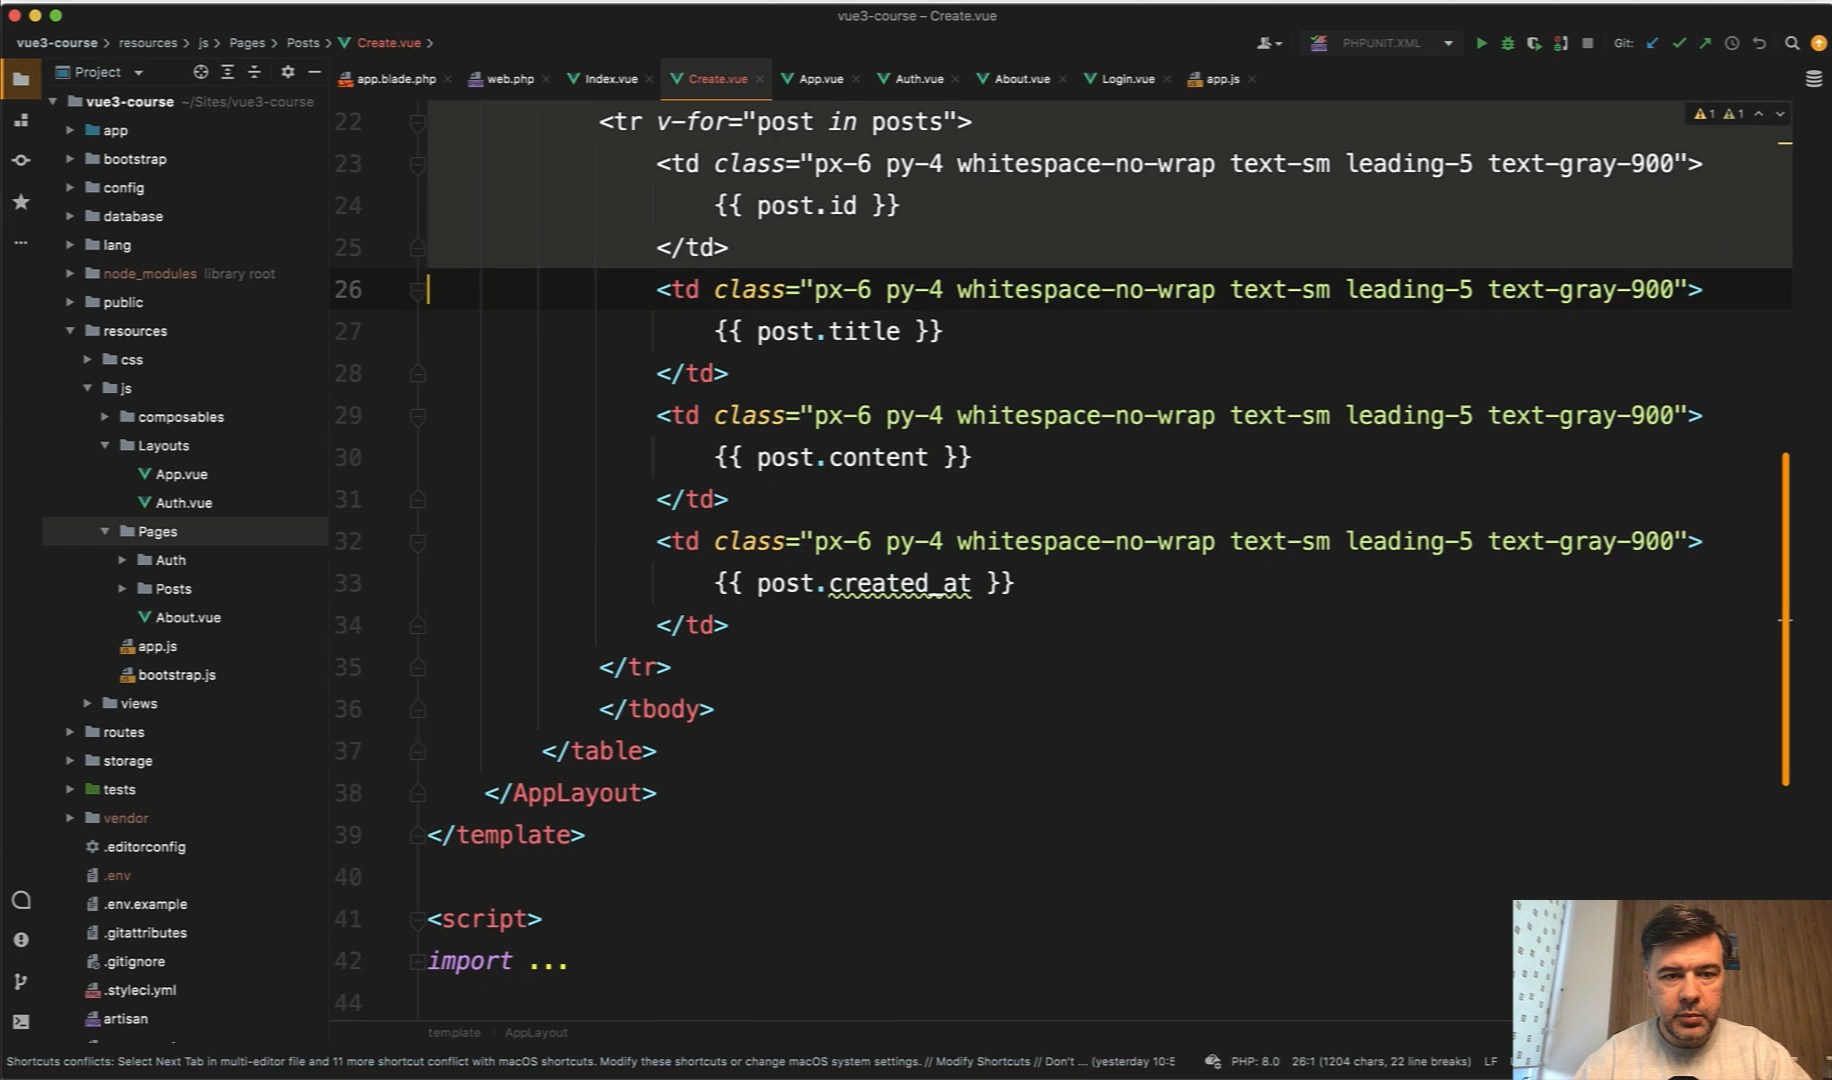 vue3-course – Create.vue
vue3-course resources js Pages Posts Create.vue
PHPUNIT.XML Git:
Project
app.blade.php web.php Index.vue Create.vue App.vue Auth.vue About.vue Login.vue app.js
vue3-course ~/Sites/vue3-course
app
bootstrap
config
database
lang
node_modules library root
public
resources
css
js
composables
Layouts
App.vue
Auth.vue
Pages
Auth
Posts
About.vue
app.js
bootstrap.js
views
routes
storage
tests
vendor
.editorconfig
.env
.env.example
.gitattributes
.gitignore
.styleci.yml
artisan
1 1
22 <tr v-for="post in posts">
23 <td class="px-6 py-4 whitespace-no-wrap text-sm leading-5 text-gray-900">
24 {{ post.id }}
25 </td>
26 <td class="px-6 py-4 whitespace-no-wrap text-sm leading-5 text-gray-900">
27 {{ post.title }}
28 </td>
29 <td class="px-6 py-4 whitespace-no-wrap text-sm leading-5 text-gray-900">
30 {{ post.content }}
31 </td>
32 <td class="px-6 py-4 whitespace-no-wrap text-sm leading-5 text-gray-900">
33 {{ post.created_at }}
34 </td>
35 </tr>
36 </tbody>
37 </table>
38 </AppLayout>
39 </template>
40
41 <script>
42 import ...
44
template AppLayout
Shortcuts conflicts: Select Next Tab in multi-editor file and 11 more shortcut conflict with macOS shortcuts. Modify these shortcuts or change macOS system settings. // Modify Shortcuts // Don't ... (yesterday 10:5 PHP: 8.0 26:1 (1204 chars, 22 line breaks) LF